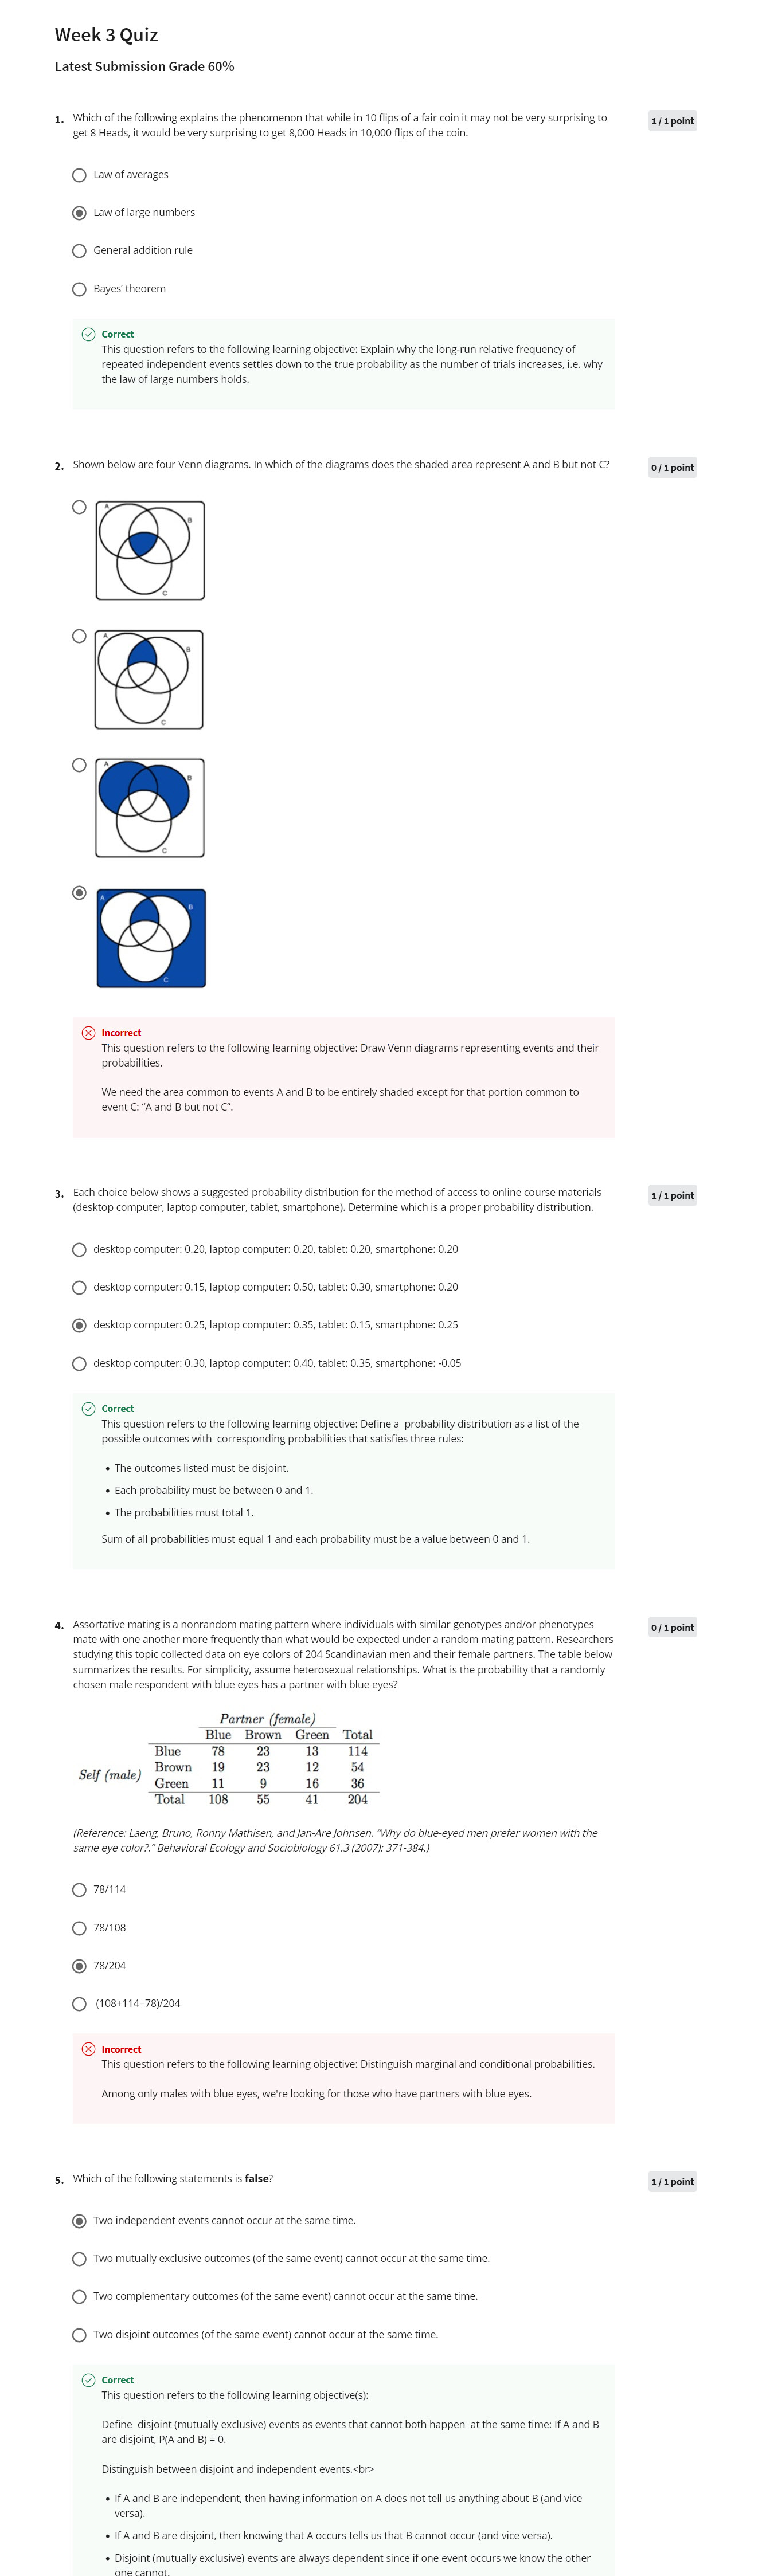 Week 3 Quiz
Latest Submission Grade 60%
1. Which of the following explains the phenomenon that while in 10 flips of a fair coin it may not be very surprising to
get 8 Heads, it would be very surprising to get 8,000 Heads in 10,000 flips of the coin.
1 / 1 point
Law of averages
Law of large numbers
General addition rule
Bayes' theorem
Correct
This question refers to the following learning objective: Explain why the long-run relative frequency of
repeated independent events settles down to the true probability as the number of trials increases, i.e. why
the law of large numbers holds.
2. Shown below are four Venn diagrams. In which of the diagrams does the shaded area represent A and B but not C?
0 / 1 point
A
B
C
A
B
C
A
B
C
A
B
C
Incorrect
This question refers to the following learning objective: Draw Venn diagrams representing events and their
probabilities.
We need the area common to events A and B to be entirely shaded except for that portion common to
event C: "A and B but not C".
3. Each choice below shows a suggested probability distribution for the method of access to online course materials
(desktop computer, laptop computer, tablet, smartphone). Determine which is a proper probability distribution.
1 / 1 point
desktop computer: 0.20, laptop computer: 0.20, tablet: 0.20, smartphone: 0.20
desktop computer: 0.15, laptop computer: 0.50, tablet: 0.30, smartphone: 0.20
desktop computer: 0.25, laptop computer: 0.35, tablet: 0.15, smartphone: 0.25
desktop computer: 0.30, laptop computer: 0.40, tablet: 0.35, smartphone: -0.05
Correct
This question refers to the following learning objective: Define a probability distribution as a list of the
possible outcomes with corresponding probabilities that satisfies three rules:
• The outcomes listed must be disjoint.
• Each probability must be between 0 and 1.
• The probabilities must total 1.
Sum of all probabilities must equal 1 and each probability must be a value between 0 and 1.
4. Assortative mating is a nonrandom mating pattern where individuals with similar genotypes and/or phenotypes
mate with one another more frequently than what would be expected under a random mating pattern. Researchers
studying this topic collected data on eye colors of 204 Scandinavian men and their female partners. The table below
summarizes the results. For simplicity, assume heterosexual relationships. What is the probability that a randomly
chosen male respondent with blue eyes has a partner with blue eyes?
0 / 1 point
Partner (female)
Blue Brown Green Total
Blue 78 23 13 114
Self (male) Brown 19 23 12 54
Green 11 9 16 36
Total 108 55 41 204
(Reference: Laeng, Bruno, Ronny Mathisen, and Jan-Are Johnsen. "Why do blue-eyed men prefer women with the
same eye color?." Behavioral Ecology and Sociobiology 61.3 (2007): 371-384.)
78/114
78/108
78/204
(108+114−78)/204
Incorrect
This question refers to the following learning objective: Distinguish marginal and conditional probabilities.
Among only males with blue eyes, we're looking for those who have partners with blue eyes.
5. Which of the following statements is false?
1 / 1 point
Two independent events cannot occur at the same time.
Two mutually exclusive outcomes (of the same event) cannot occur at the same time.
Two complementary outcomes (of the same event) cannot occur at the same time.
Two disjoint outcomes (of the same event) cannot occur at the same time.
Correct
This question refers to the following learning objective(s):
Define disjoint (mutually exclusive) events as events that cannot both happen at the same time: If A and B
are disjoint, P(A and B) = 0.
Distinguish between disjoint and independent events.<br>
• If A and B are independent, then having information on A does not tell us anything about B (and vice
versa).
• If A and B are disjoint, then knowing that A occurs tells us that B cannot occur (and vice versa).
• Disjoint (mutually exclusive) events are always dependent since if one event occurs we know the other
one cannot.